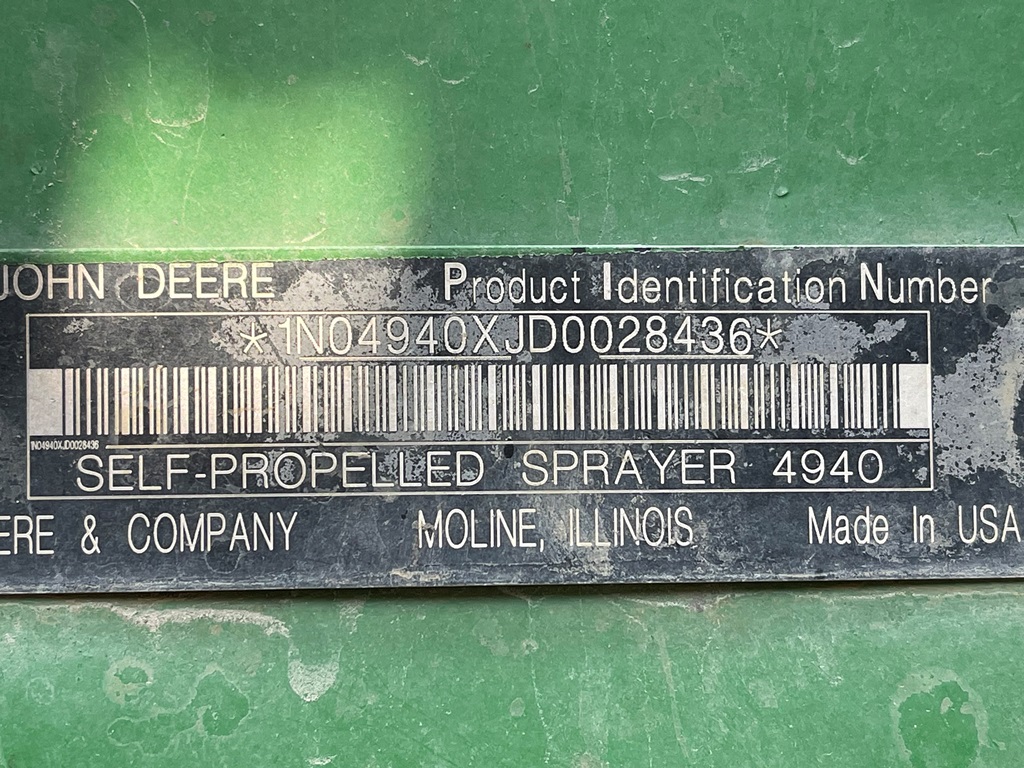 JOHN DEERE Product Identification Number
*1N04940XJD0028436*
1N04940XJD0028436
SELF-PROPELLED SPRAYER 4940
ERE & COMPANY MOLINE, ILLINOIS Made In USA